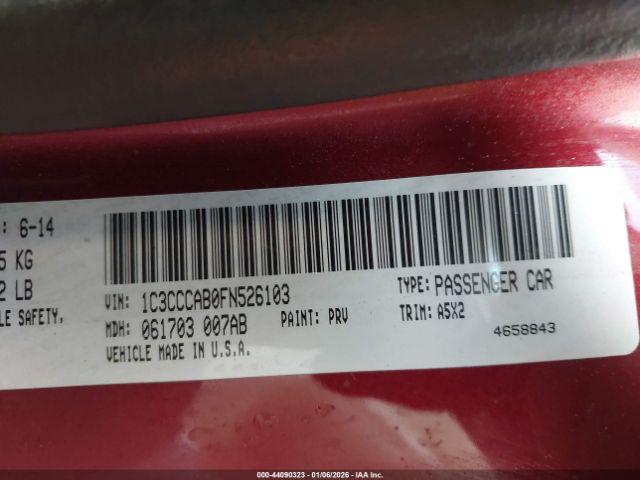 : 6-14
5 KG
2 LB
LE SAFETY,
VIN: 1C3CCCAB0FN526103
TYPE: PASSENGER CAR
MDH: 061703 007AB
PAINT: PRV
TRIM: A5X2
VEHICLE MADE IN U.S.A.
4658843
000-44090323 | 01/06/2026 - IAA Inc.